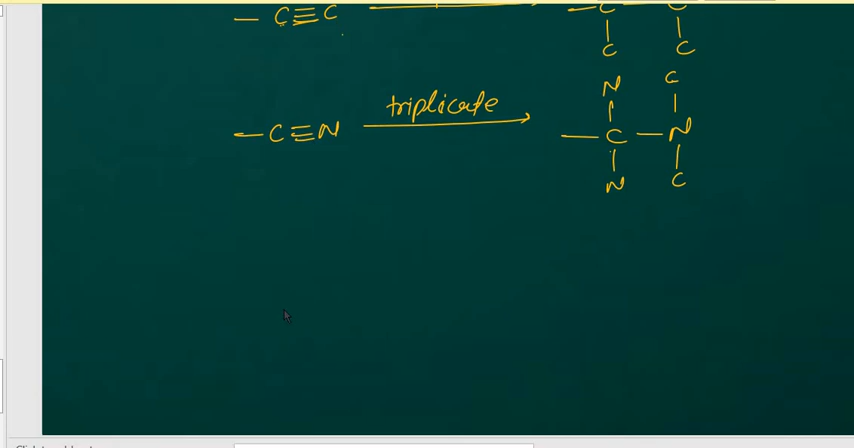 — C≡C ⟶ — C — C
C C
N C
— C≡N triplicate ⟶ — C — N
N C